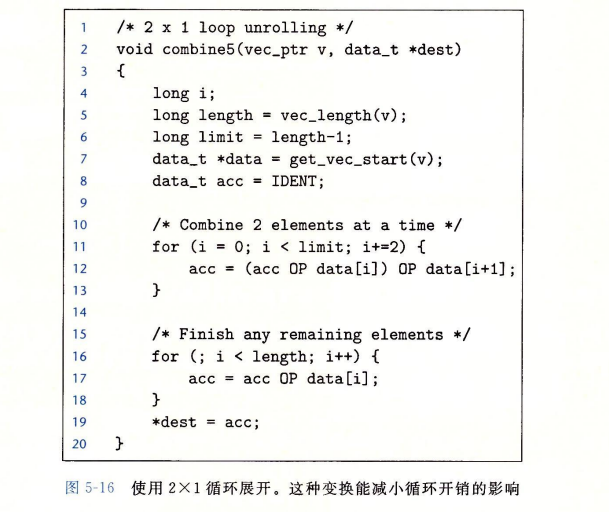 1 /* 2 x 1 loop unrolling */
2 void combine5(vec_ptr v, data_t *dest)
3 {
4     long i;
5     long length = vec_length(v);
6     long limit = length-1;
7     data_t *data = get_vec_start(v);
8     data_t acc = IDENT;
9
10     /* Combine 2 elements at a time */
11     for (i = 0; i < limit; i+=2) {
12         acc = (acc OP data[i]) OP data[i+1];
13     }
14
15     /* Finish any remaining elements */
16     for (; i < length; i++) {
17         acc = acc OP data[i];
18     }
19     *dest = acc;
20 }
图 5-16 使用 2×1 循环展开。这种变换能减小循环开销的影响